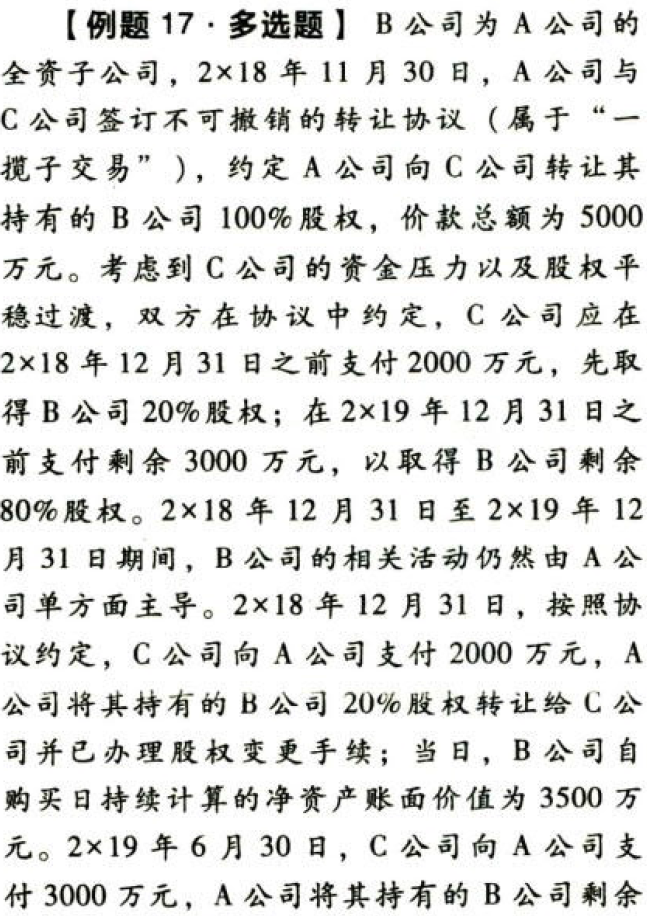 【例题 17·多选题】 B 公司为 A 公司的
全资子公司，2×18 年 11 月 30 日，A 公司与
C 公司签订不可撤销的转让协议（属于“一
揽子交易”），约定 A 公司向 C 公司转让其
持有的 B 公司 100%股权，价款总额为 5000
万元。考虑到 C 公司的资金压力以及股权平
稳过渡，双方在协议中约定，C 公司应在
2×18 年 12 月 31 日之前支付 2000 万元，先取
得 B 公司 20%股权；在 2×19 年 12 月 31 日之
前支付剩余 3000 万元，以取得 B 公司剩余
80%股权。2×18 年 12 月 31 日至 2×19 年 12
月 31 日期间，B 公司的相关活动仍然由 A 公
司单方面主导。2×18 年 12 月 31 日，按照协
议约定，C 公司向 A 公司支付 2000 万元，A
公司将其持有的 B 公司 20%股权转让给 C 公
司并已办理股权变更手续；当日，B 公司自
购买日持续计算的净资产账面价值为 3500 万
元。2×19 年 6 月 30 日，C 公司向 A 公司支
付 3000 万元，A 公司将其持有的 B 公司剩余